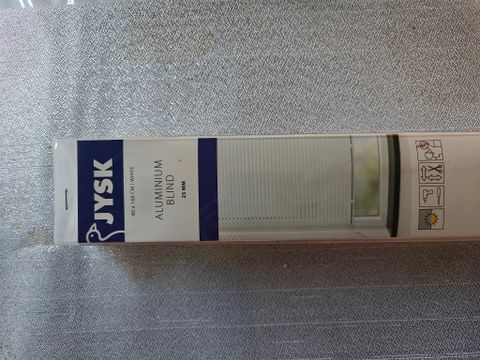 JYSK
60 x 160 CM | WHITE
ALUMINIUM
BLIND
25 MM